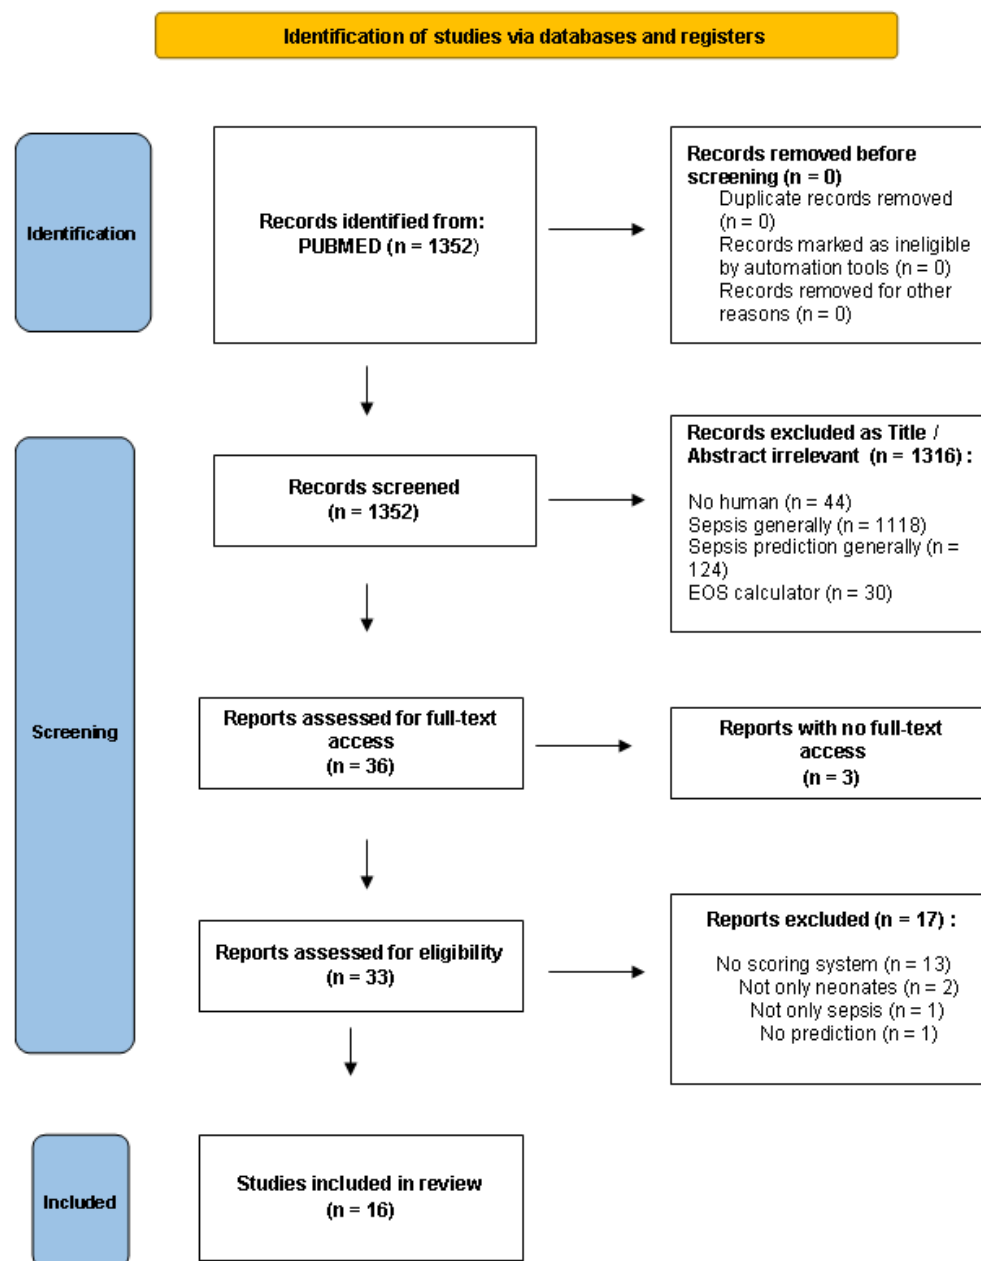 Identification of studies via databases and registers
Identification
Records identified from:
PUBMED (n = 1352)
Records removed before
screening (n = 0)
Duplicate records removed
(n = 0)
Records marked as ineligible
by automation tools (n = 0)
Records removed for other
reasons (n = 0)
Screening
Records screened
(n = 1352)
Records excluded as Title /
Abstract irrelevant (n = 1316) :
No human (n = 44)
Sepsis generally (n = 1118)
Sepsis prediction generally (n =
124)
EOS calculator (n = 30)
Reports assessed for full-text
access
(n = 36)
Reports with no full-text
access
(n = 3)
Reports assessed for eligibility
(n = 33)
Reports excluded (n = 17) :
No scoring system (n = 13)
Not only neonates (n = 2)
Not only sepsis (n = 1)
No prediction (n = 1)
Included
Studies included in review
(n = 16)